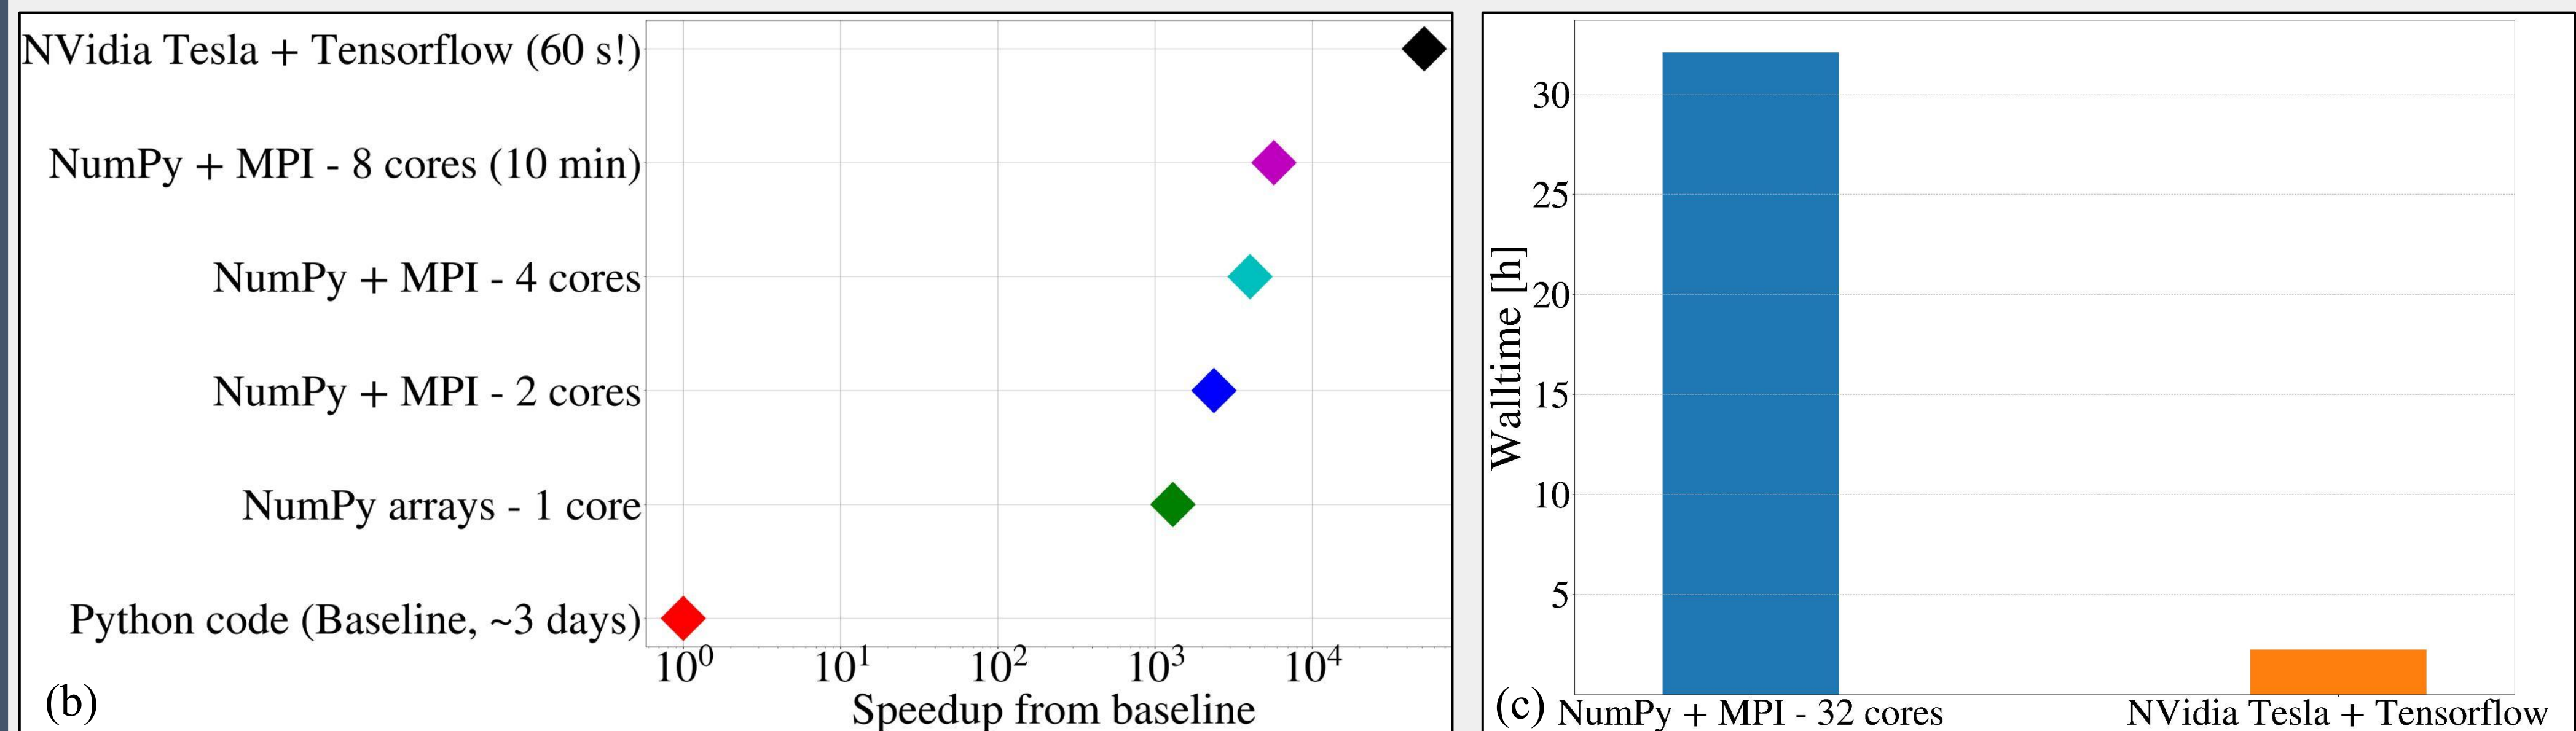 NVidia Tesla + Tensorflow (60 s!)
NumPy + MPI - 8 cores (10 min)
NumPy + MPI - 4 cores
NumPy + MPI - 2 cores
NumPy arrays - 1 core
Python code (Baseline, ~3 days)
10⁰ 10¹ 10² 10³ 10⁴
Speedup from baseline
(b)
30
25
20
15
10
5
Walltime [h]
NumPy + MPI - 32 cores NVidia Tesla + Tensorflow
(c)